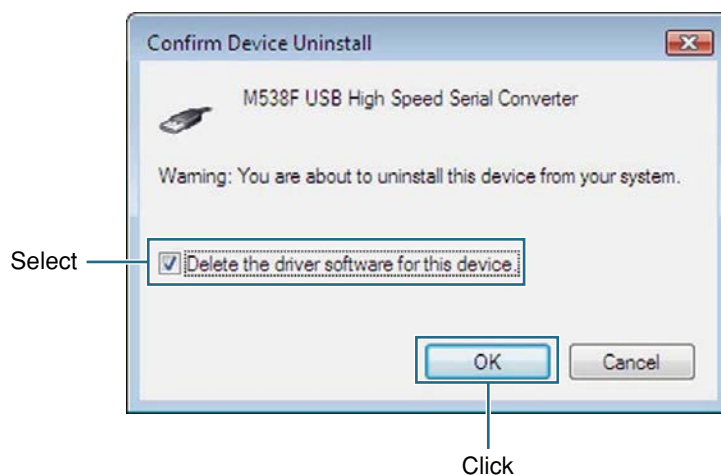 Confirm Device Uninstall
M538F USB High Speed Serial Converter
Warning: You are about to uninstall this device from your system.
Select
Delete the driver software for this device.
OK
Cancel
Click